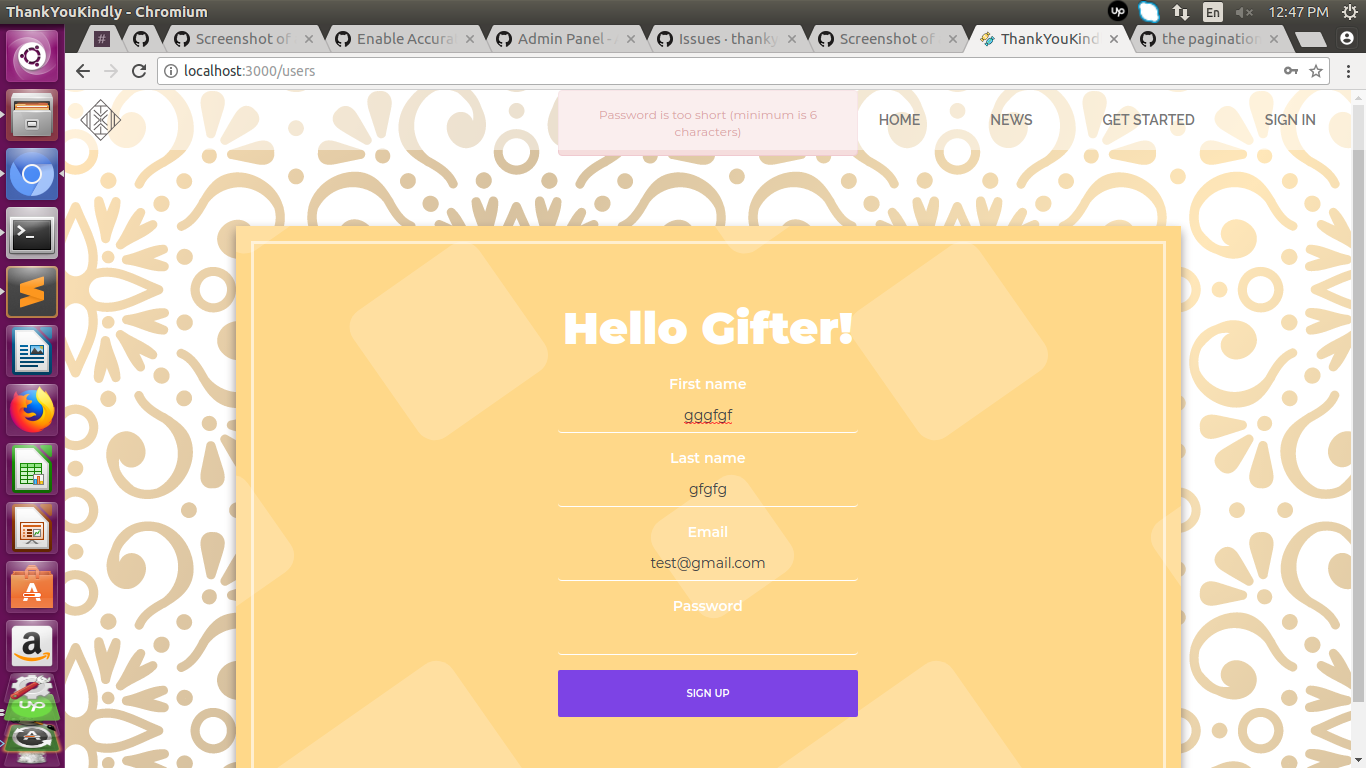 ThankYouKindly - Chromium
Up
En
12:47 PM
#
Screenshot of
Enable Accura
Admin Panel -
Issues · thanky
Screenshot of
ThankYouKind
the pagination
localhost:3000/users
Password is too short (minimum is 6
characters)
HOME
NEWS
GET STARTED
SIGN IN
Hello Gifter!
First name
gggfgf
Last name
gfgfg
Email
test@gmail.com
Password
SIGN UP